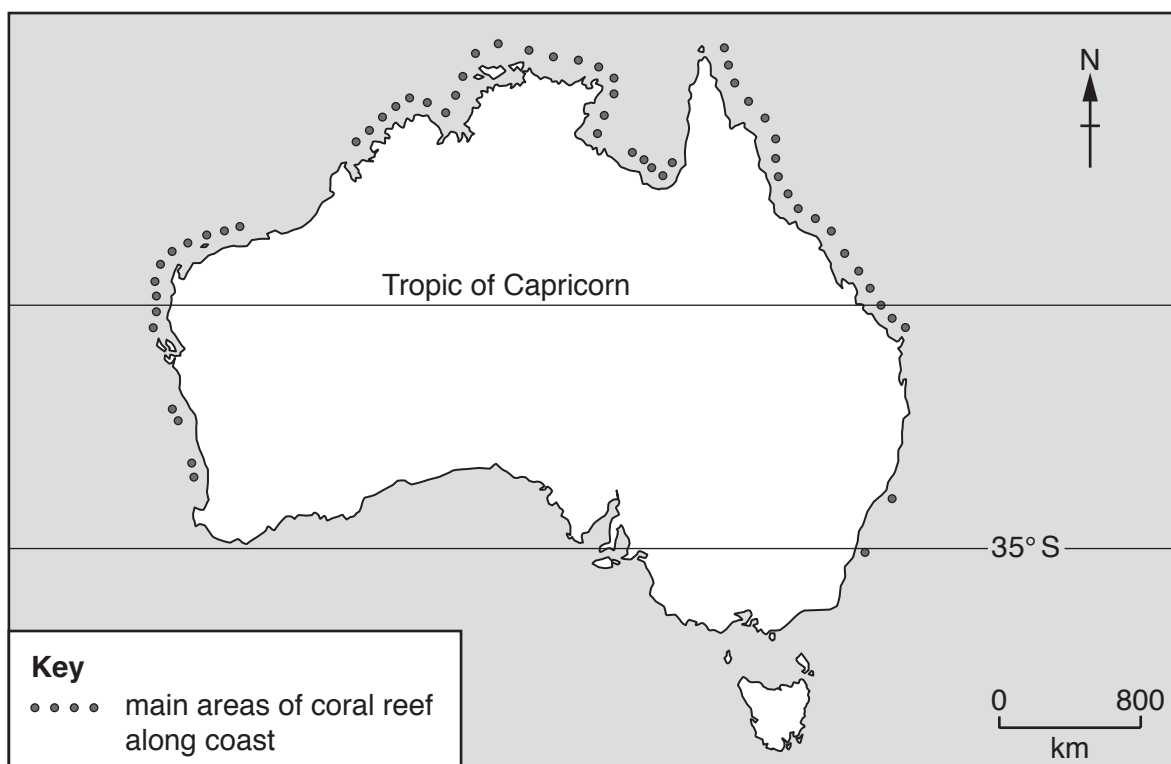 N
Tropic of Capricorn
35° S
Key
main areas of coral reef
along coast
0 800
km